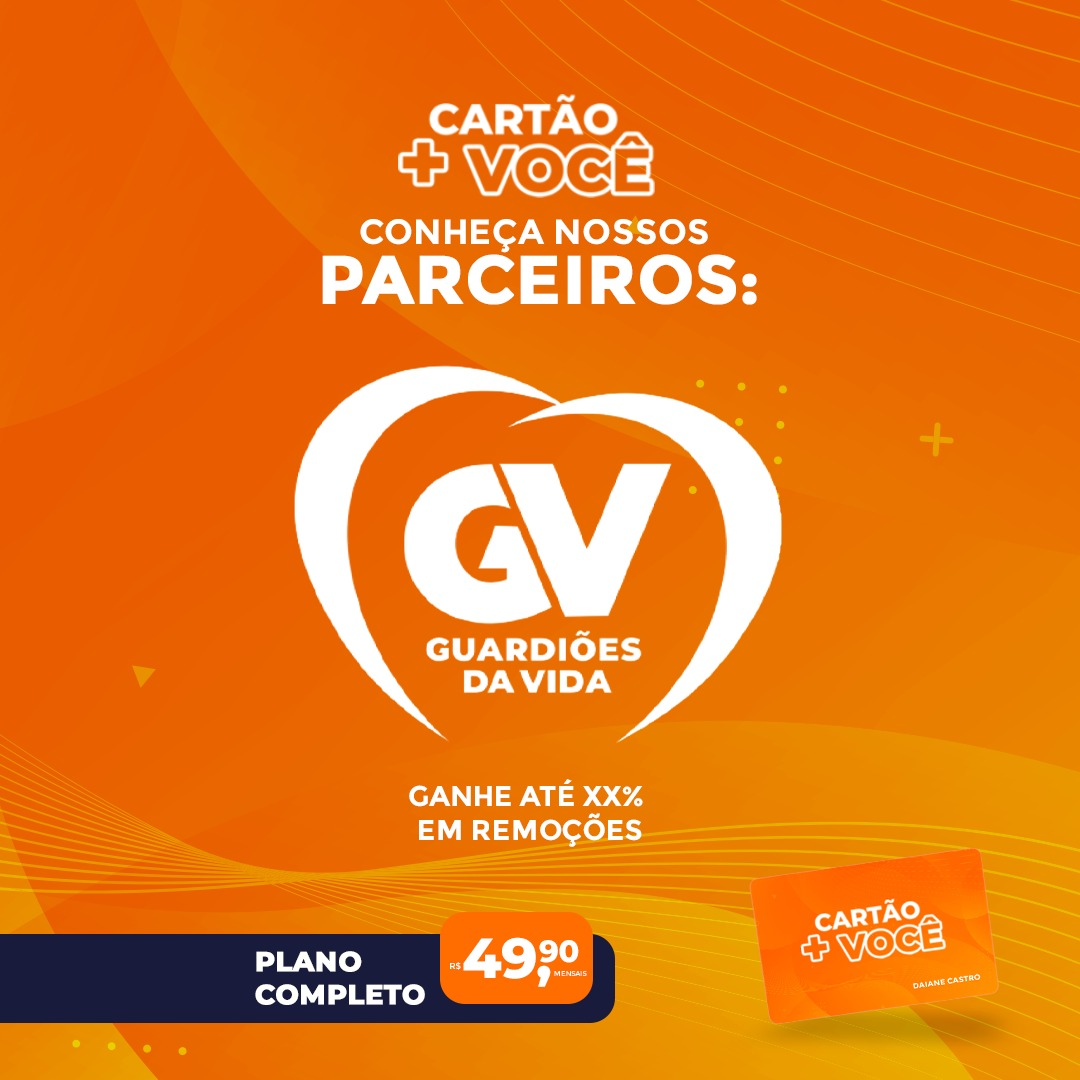 CARTÃO
+ VOCÊ
CONHEÇA NOSSOS
PARCEIROS:
GV
GUARDIÕES
DA VIDA
GANHE ATÉ XX%
EM REMOÇÕES
PLANO
COMPLETO
R$ 49,90
MENSAIS
CARTÃO
+ VOCÊ
DAIANE CASTRO